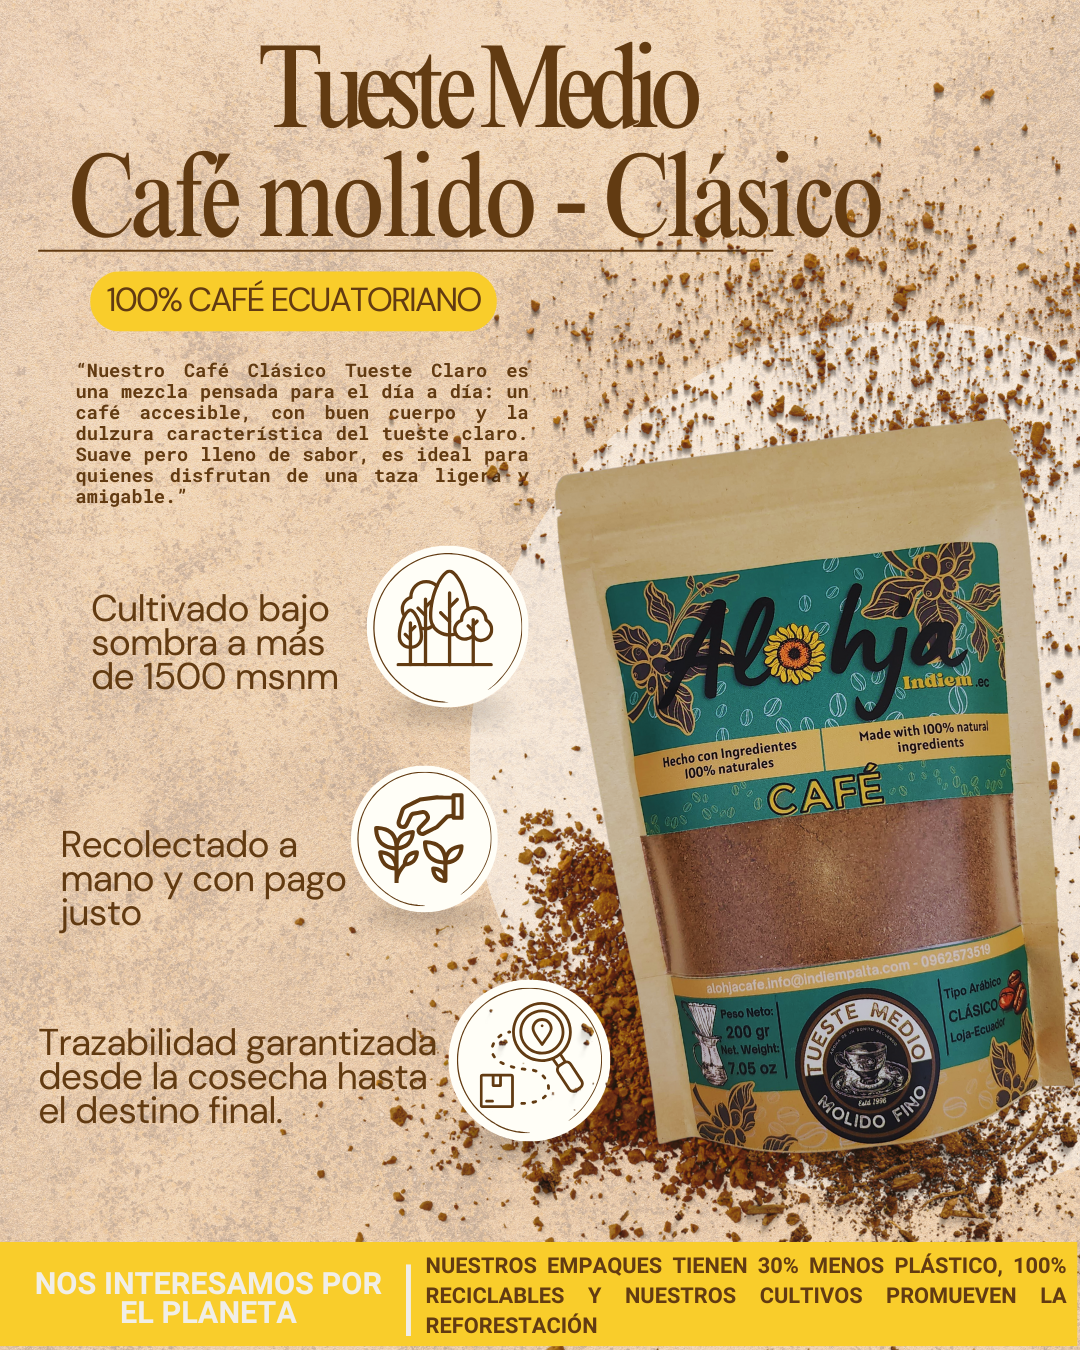 Tueste Medio
Café molido - Clásico
100% CAFÉ ECUATORIANO
“Nuestro Café Clásico Tueste Claro es
una mezcla pensada para el día a día: un
café accesible, con buen cuerpo y la
dulzura característica del tueste claro.
Suave pero lleno de sabor, es ideal para
quienes disfrutan de una taza ligera y
amigable.”
Cultivado bajo
sombra a más
de 1500 msnm
Recolectado a
mano y con pago
justo
Trazabilidad garantizada
desde la cosecha hasta
el destino final.
Alohja
Indiem.ec
Hecho con Ingredientes
100% naturales
Made with 100% natural
ingredients
CAFÉ
alohjacafe.info@indiempalta.com - 0962573519
Peso Neto:
200 gr
Net. Weight:
7.05 oz
TUESTE MEDIO
Estd 1996
MOLIDO FINO
Tipo Arábico
CLÁSICO
Loja-Ecuador
NOS INTERESAMOS POR
EL PLANETA
NUESTROS EMPAQUES TIENEN 30% MENOS PLÁSTICO, 100%
RECICLABLES Y NUESTROS CULTIVOS PROMUEVEN LA
REFORESTACIÓN